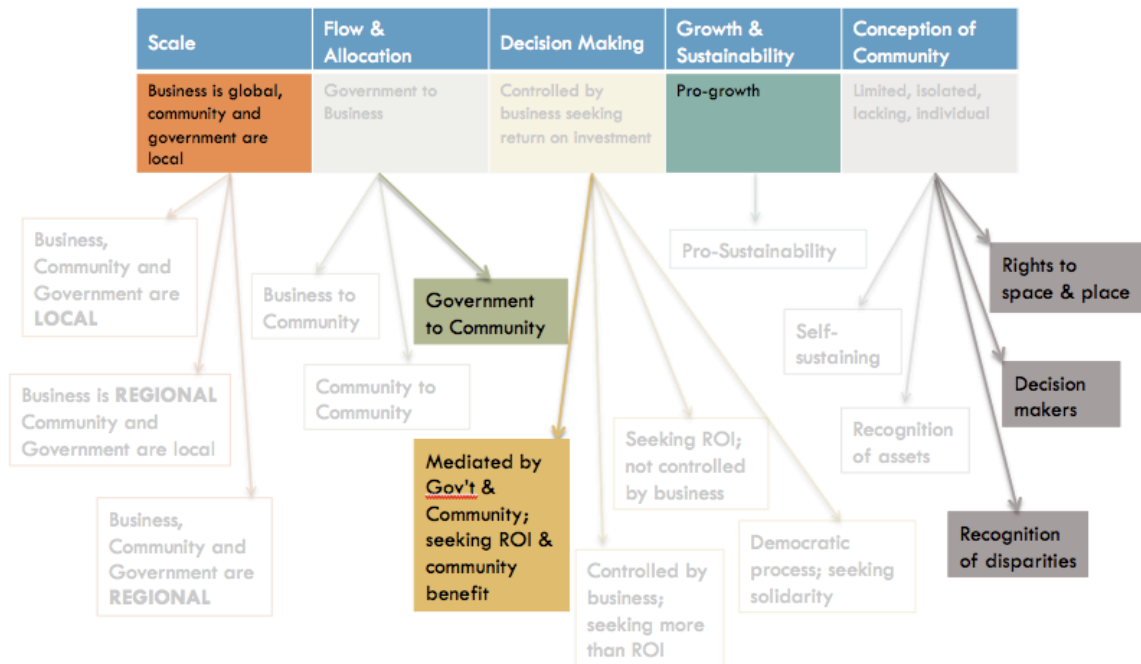 Scale
Flow &
Allocation
Decision Making
Growth &
Sustainability
Conception of
Community
Business is global,
community and
government are
local
Government to
Business
Controlled by
business seeking
return on investment
Pro-growth
Limited, isolated,
lacking, individual
Business,
Community and
Government are
LOCAL
Business is REGIONAL
Community and
Government are local
Business,
Community and
Government are
REGIONAL
Business to
Community
Community to
Community
Government
to Community
Mediated by
Gov't &
Community;
seeking ROI &
community
benefit
Controlled by
business;
seeking more
than ROI
Seeking ROI;
not controlled
by business
Democratic
process; seeking
solidarity
Pro-Sustainability
Self-
sustaining
Recognition
of assets
Rights to
space & place
Decision
makers
Recognition
of disparities